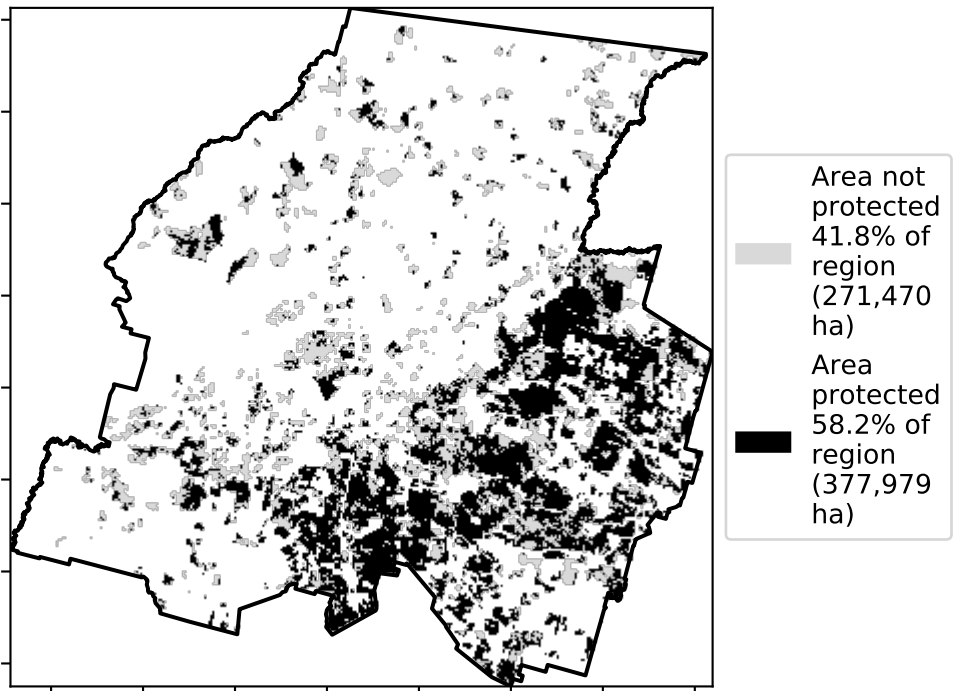 Area not
protected
41.8% of
region
(271,470
ha)
Area
protected
58.2% of
region
(377,979
ha)